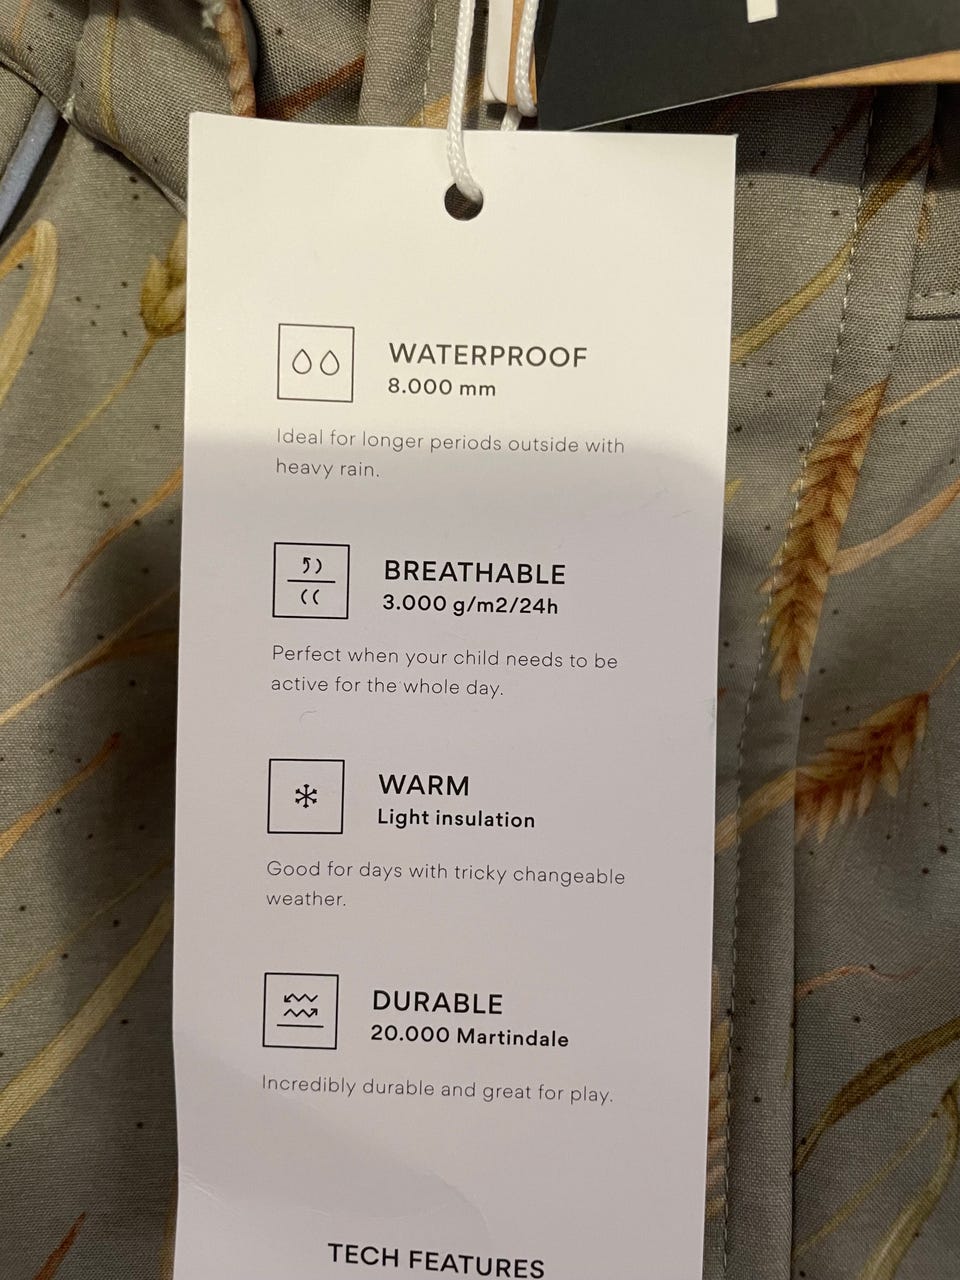 WATERPROOF
8.000 mm
Ideal for longer periods outside with
heavy rain.
BREATHABLE
3.000 g/m2/24h
Perfect when your child needs to be
active for the whole day.
WARM
Light insulation
Good for days with tricky changeable
weather.
DURABLE
20.000 Martindale
Incredibly durable and great for play.
TECH FEATURES